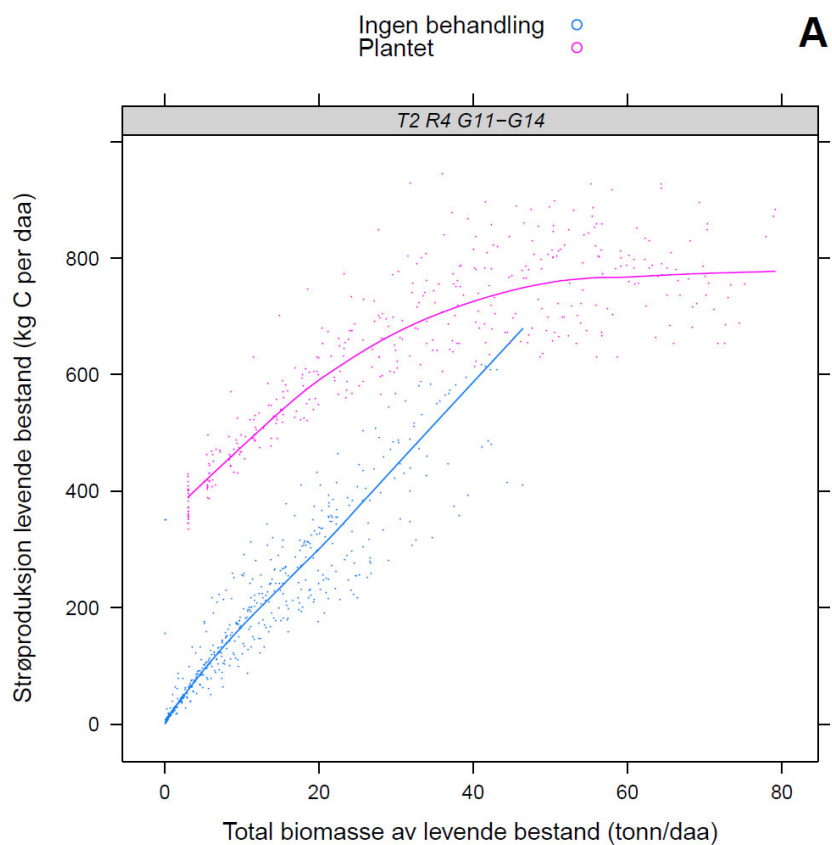 Ingen behandling
Plantet
A
T2 R4 G11−G14
Strøproduksjon levende bestand (kg C per daa)
800
600
400
200
0
0 20 40 60 80
Total biomasse av levende bestand (tonn/daa)